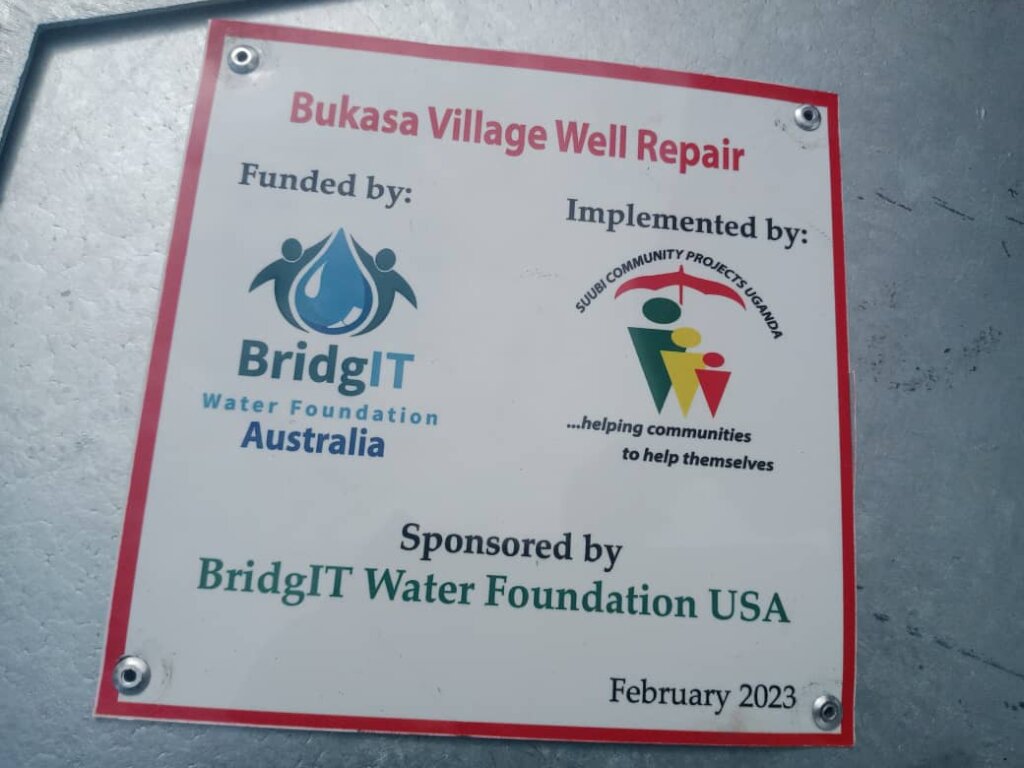 Bukasa Village Well Repair
Funded by:
BridgIT
Water Foundation
Australia
Implemented by:
SUUBI COMMUNITY PROJECTS UGANDA
...helping communities
to help themselves
Sponsored by
BridgIT Water Foundation USA
February 2023